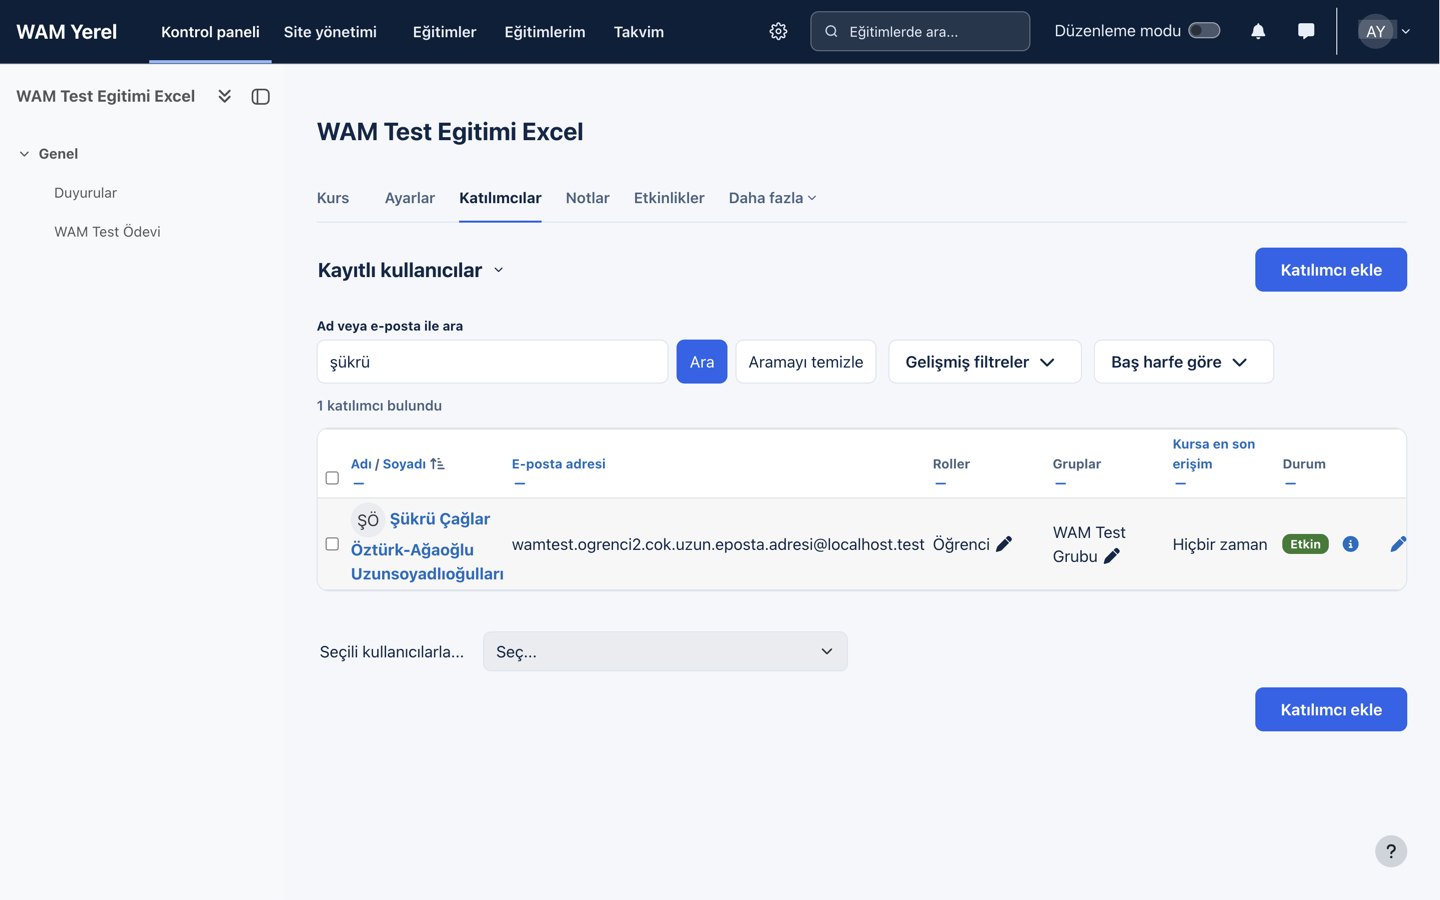 WAM Yerel
Kontrol paneli
Site yönetimi
Eğitimler
Eğitimlerim
Takvim
Eğitimlerde ara...
Düzenleme modu
AY
WAM Test Egitimi Excel
Genel
Duyurular
WAM Test Ödevi
WAM Test Egitimi Excel
Kurs
Ayarlar
Katılımcılar
Notlar
Etkinlikler
Daha fazla
Kayıtlı kullanıcılar
Katılımcı ekle
Ad veya e-posta ile ara
şükrü
Ara
Aramayı temizle
Gelişmiş filtreler
Baş harfe göre
1 katılımcı bulundu
Adı / Soyadı
E-posta adresi
Roller
Gruplar
Kursa en son
erişim
Durum
ŞÖ Şükrü Çağlar
Öztürk-Ağaoğlu
Uzunsoyadlıoğulları
wamtest.ogrenci2.cok.uzun.eposta.adresi@localhost.test
Öğrenci
WAM Test
Grubu
Hiçbir zaman
Etkin
Seçili kullanıcılarla...
Seç...
Katılımcı ekle
?